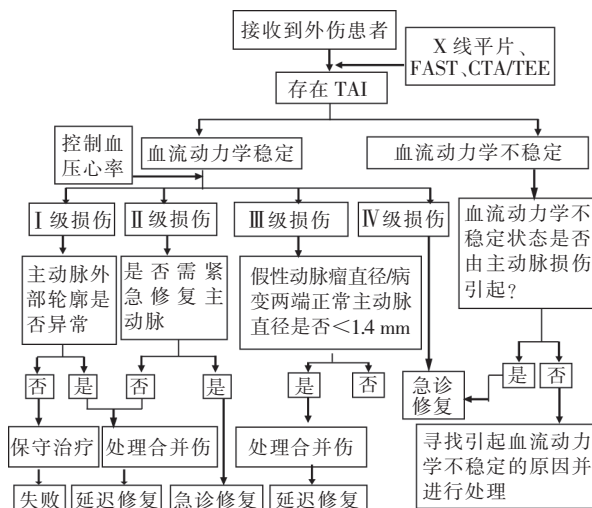 接收到外伤患者
X 线平片、
FAST、CTA/TEE
存在 TAI
控制血
压心率
血流动力学稳定
血流动力学不稳定
Ⅰ级损伤
Ⅱ级损伤
Ⅲ级损伤
Ⅳ级损伤
血流动力学不
稳定状态是否
由主动脉损伤
引起?
主动脉外
部轮廓是
否异常
是否需紧
急修复主
动脉
假性动脉瘤直径/病
变两端正常主动脉
直径是否<1.4 mm
否
是
否
是
是
否
急诊
修复
是
否
保守治疗
处理合并伤
处理合并伤
寻找引起血流动力
学不稳定的原因并
进行处理
失败
延迟修复
急诊修复
延迟修复